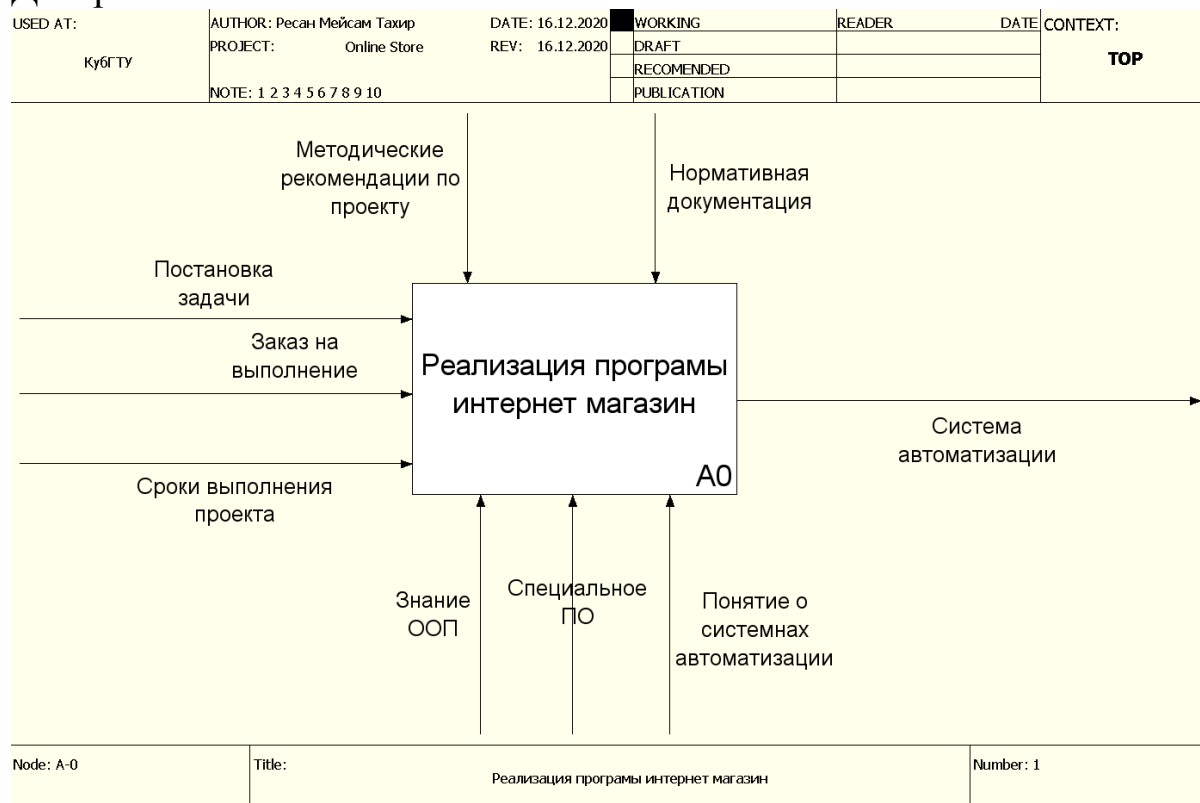 USED AT:
КубГТУ
AUTHOR: Ресан Мейсам Тахир
DATE: 16.12.2020
PROJECT: Online Store
REV: 16.12.2020
NOTE: 1 2 3 4 5 6 7 8 9 10
WORKING
DRAFT
RECOMENDED
PUBLICATION
READER
DATE
CONTEXT:
TOP
Методические
рекомендации по
проекту
Нормативная
документация
Постановка
задачи
Заказ на
выполнение
Сроки выполнения
проекта
Реализация програмы
интернет магазин
A0
Система
автоматизации
Знание
ООП
Специальное
ПО
Понятие о
системнах
автоматизации
Node: A-0
Title:
Реализация програмы интернет магазин
Number: 1